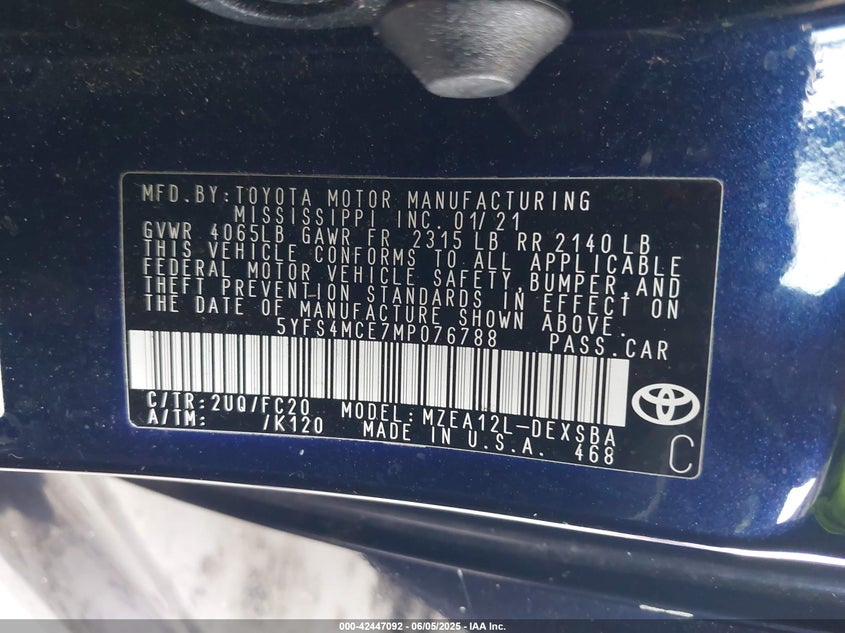 MFD.BY:TOYOTA MOTOR MANUFACTURING
MISSISSIPPI INC. 01/21
GVWR 4065LB GAWR FR 2315 LB RR 2140 LB
THIS VEHICLE CONFORMS TO ALL APPLICABLE
FEDERAL MOTOR VEHICLE SAFETY,BUMPER,AND
THEFT PREVENTION STANDARDS IN EFFECT ON
THE DATE OF MANUFACTURE SHOWN ABOVE.
5YFS4MCE7MP076788 PASS.CAR
C/TR:2UQ/FC20 MODEL:MZEA12L-DEXSBA
A/TM: /K120 MADE IN U.S.A. 468
C
000-42447092 - 06/05/2025 - IAA Inc.